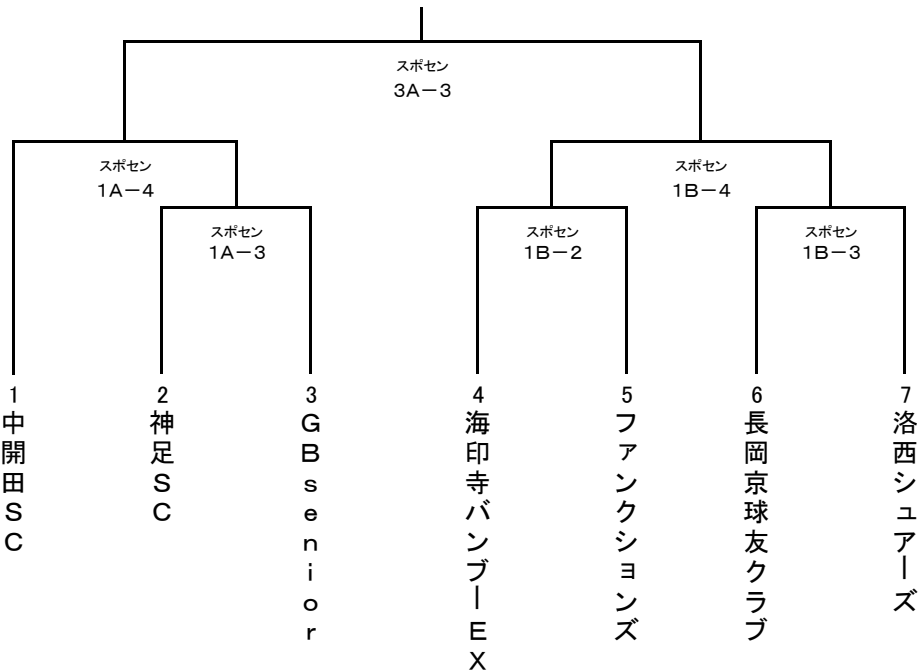 スポセン
3A－3
スポセン
1A－4
スポセン
1B－4
スポセン
1A－3
スポセン
1B－2
スポセン
1B－3
1
中開田SC
2
神足SC
3
GBsenior
4
海印寺バンブーEX
5
ファンクションズ
6
長岡京球友クラブ
7
洛西シュアーズ